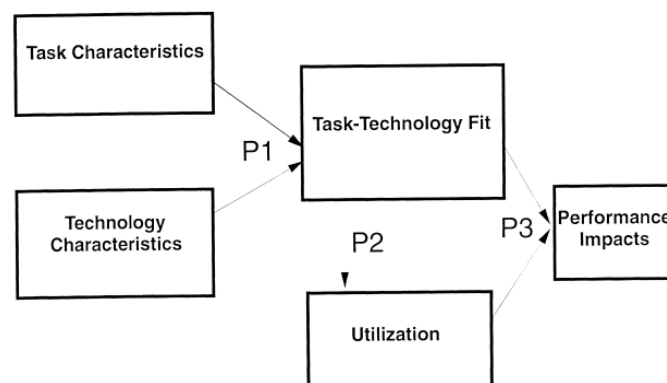 Task Characteristics
Task-Technology Fit
P1
Technology
Characteristics
P2
P3
Performance
Impacts
Utilization